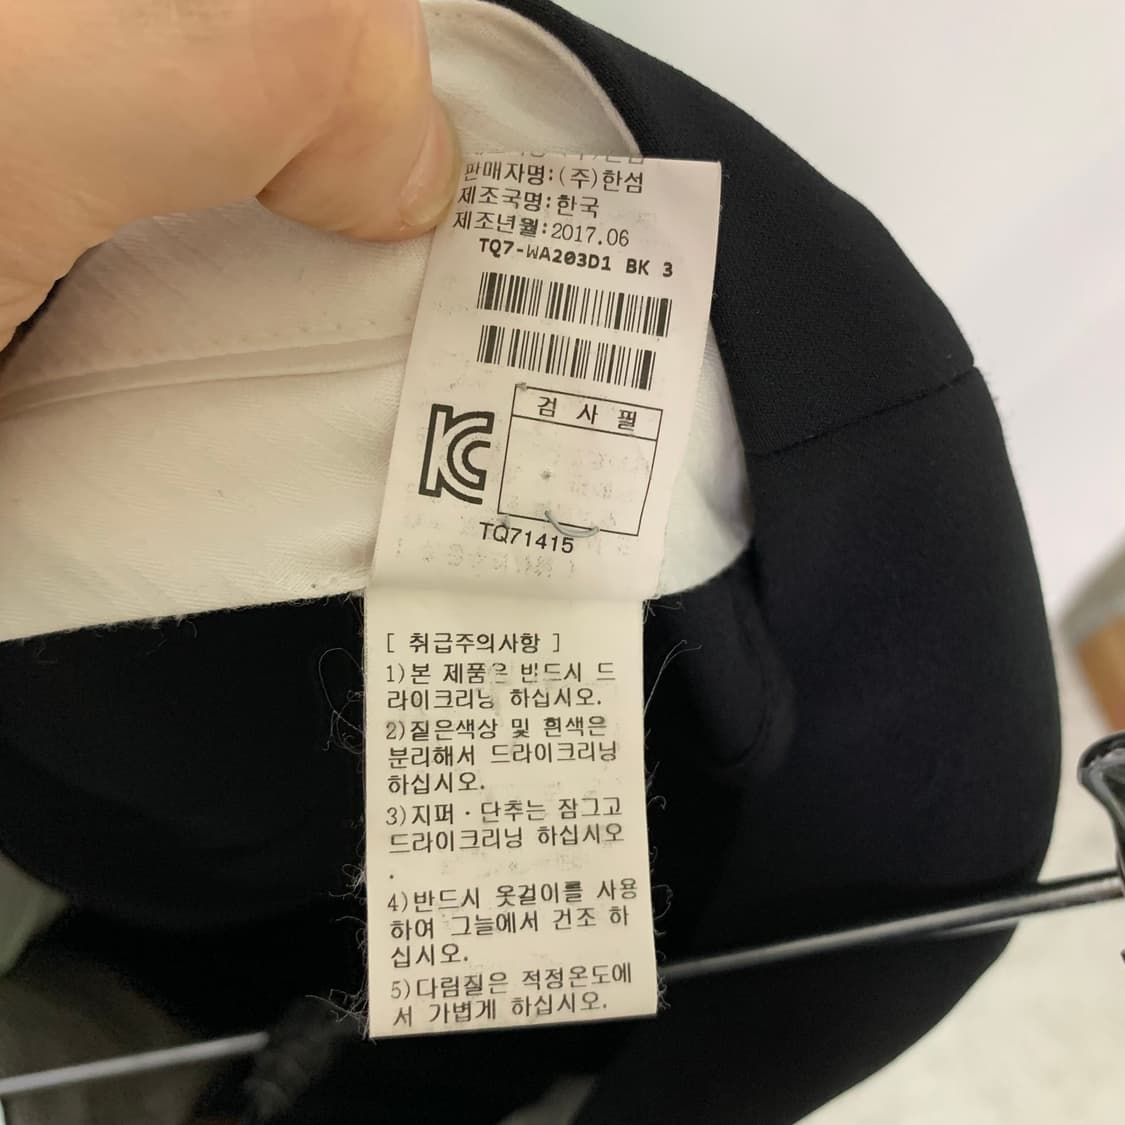 판매자명:(주)한섬
제조국명:한국
제조년월:2017.06
TQ7-WA203D1 BK 3
검 사 필
TQ71415
[ 취급주의사항 ]
1)본 제품은 반드시 드
라이크리닝 하십시오.
2)짙은색상 및 흰색은
분리해서 드라이크리닝
하십시오.
3)지퍼·단추는 잠그고
드라이크리닝 하십시오
.
4)반드시 옷걸이를 사용
하여 그늘에서 건조 하
십시오.
5)다림질은 적정온도에
서 가볍게 하십시오.